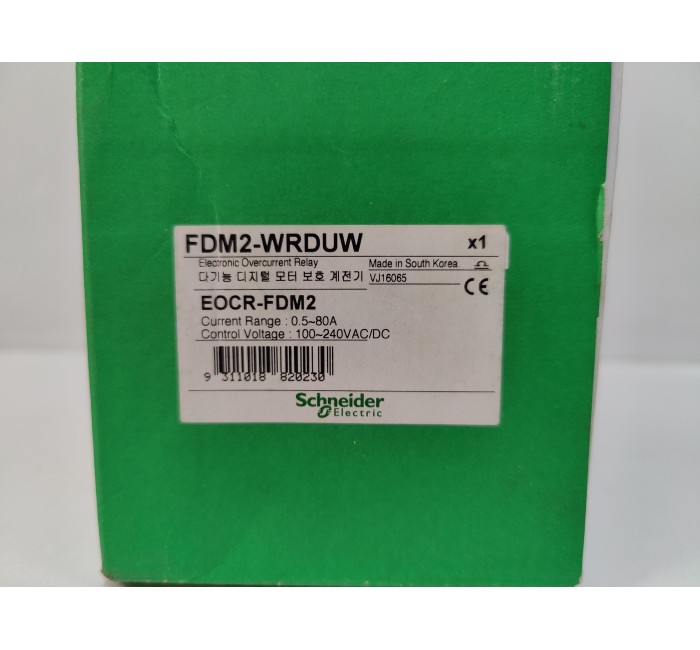 FDM2-WRDUW x1
Electronic Overcurrent Relay Made in South Korea
다기능 디지털 모터 보호 계전기 VJ16065
CE
EOCR-FDM2
Current Range : 0.5~80A
Control Voltage : 100~240VAC/DC
9 311018 820230
Schneider
Electric